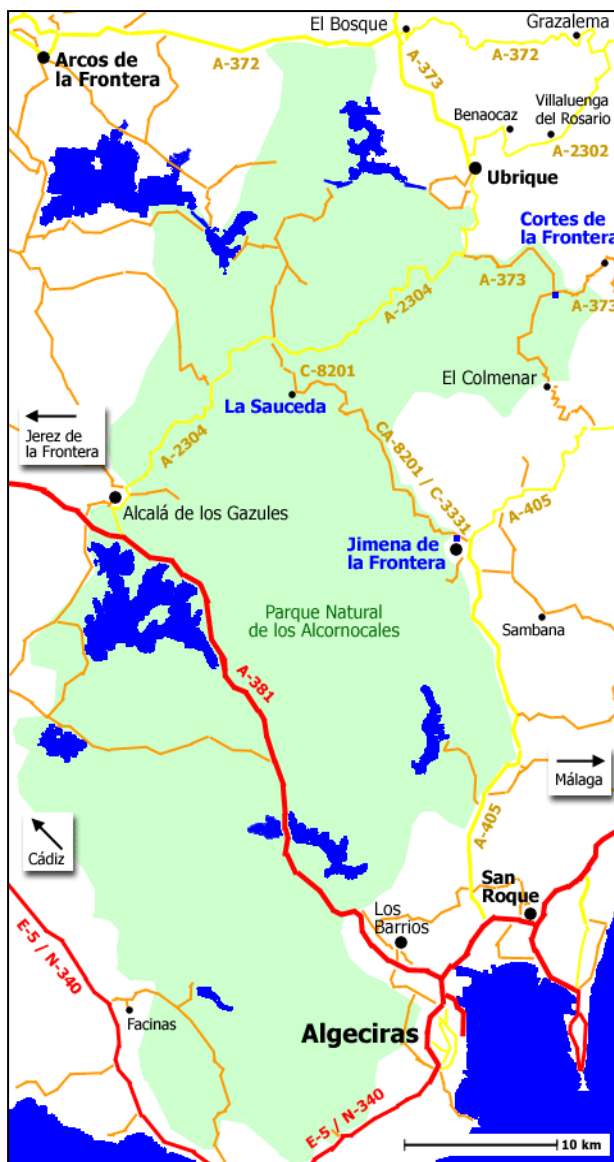 El Bosque
Grazalema
Arcos de
la Frontera
A-372
A-373
A-372
Benaocaz
Villaluenga
del Rosario
A-2302
Ubrique
Cortes de
la Frontera
A-373
A-373
A-2304
C-8201
El Colmenar
La Sauceda
Jerez de
la Frontera
A-2304
CA-8201 / C-3331
Alcalá de los Gazules
A-405
Jimena de
la Frontera
Parque Natural
de los Alcornocales
Sambana
A-381
Málaga
A-405
Cádiz
San
Roque
Los
Barrios
E-5 / N-340
Facinas
Algeciras
E-5 / N-340
10 km